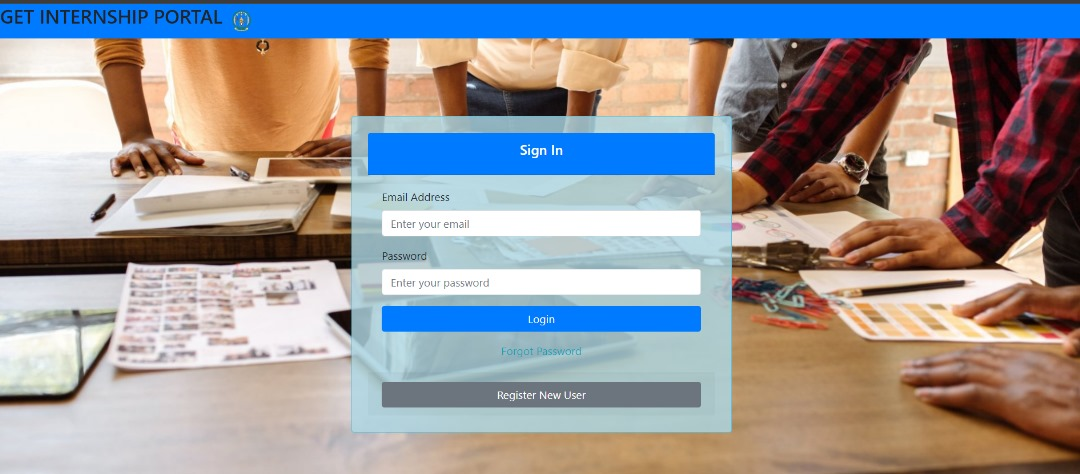 GET INTERNSHIP PORTAL
Sign In
Email Address
Enter your email
Password
Enter your password
Login
Forgot Password
Register New User